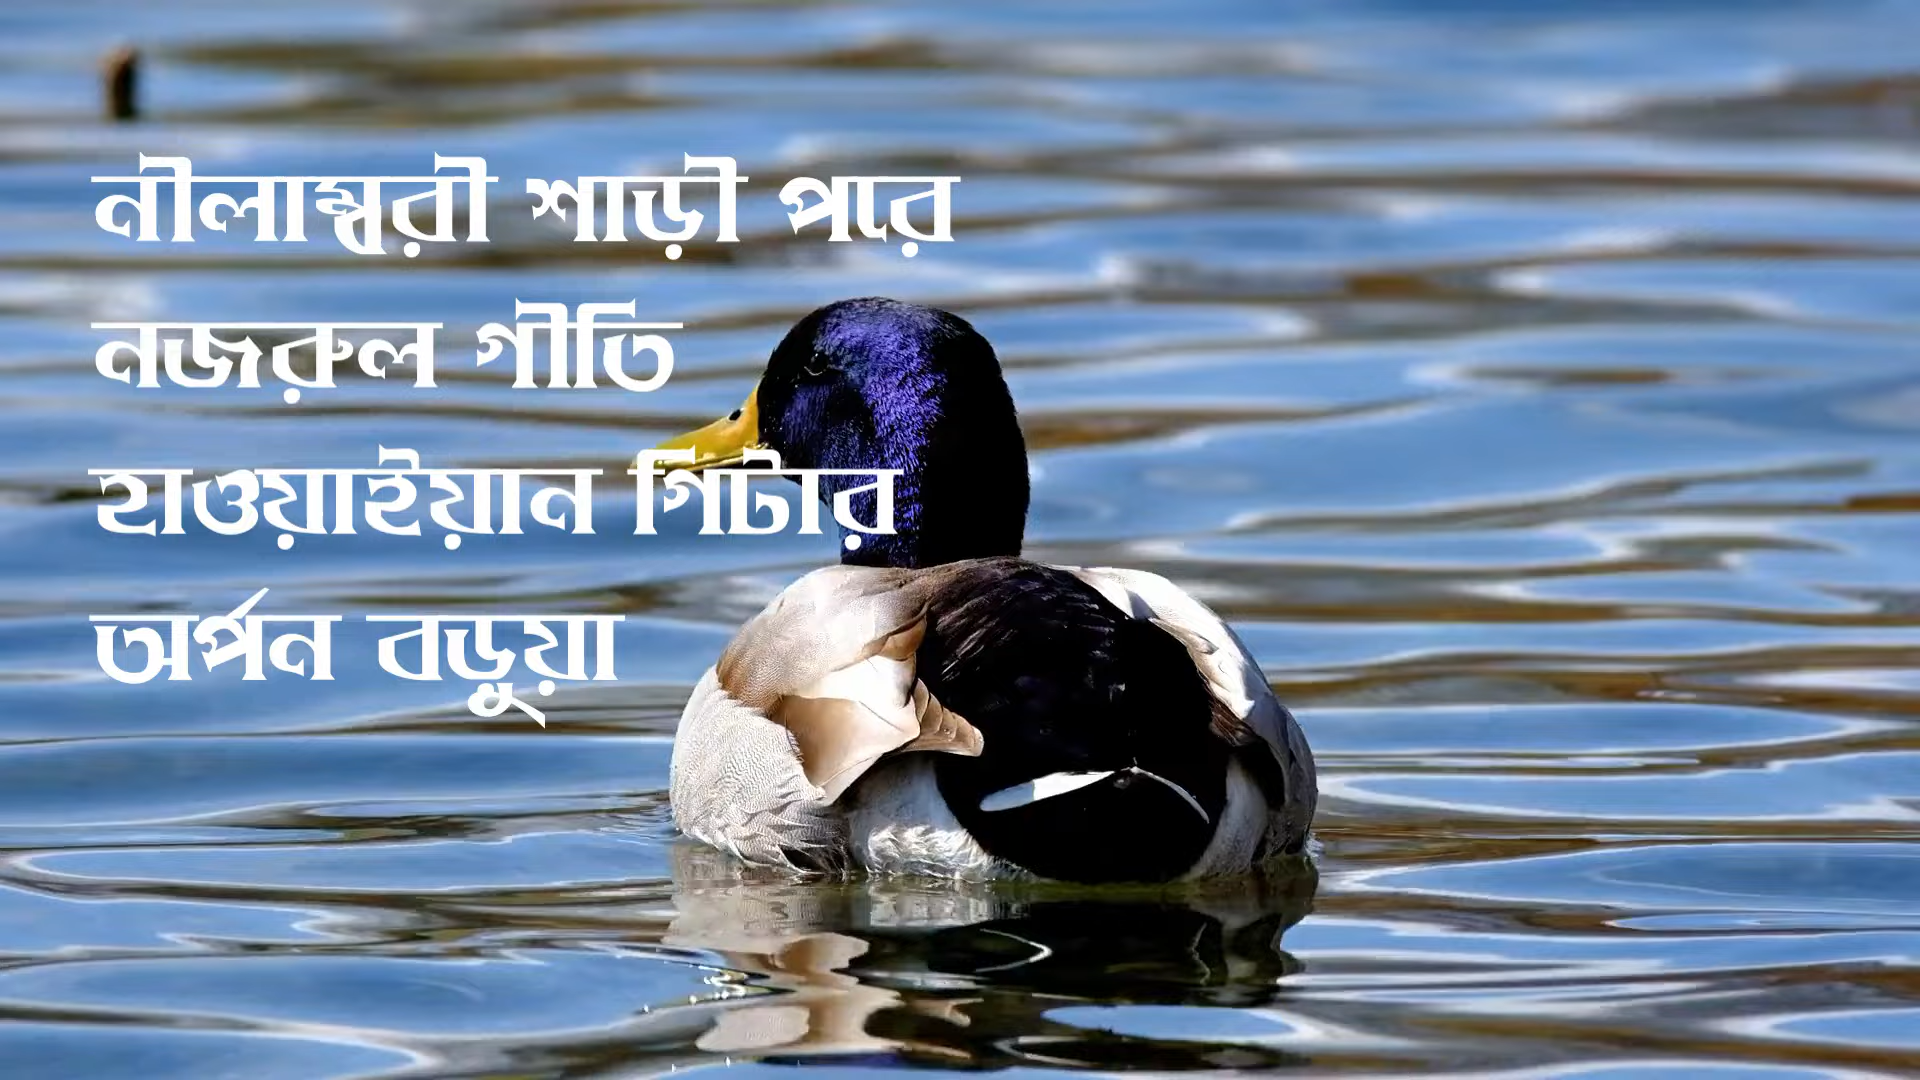 নীলাম্বরী শাড়ী পরে
নজরুল গীতি
হাওয়াইয়ান গিটার
অর্পন বড়ুয়া